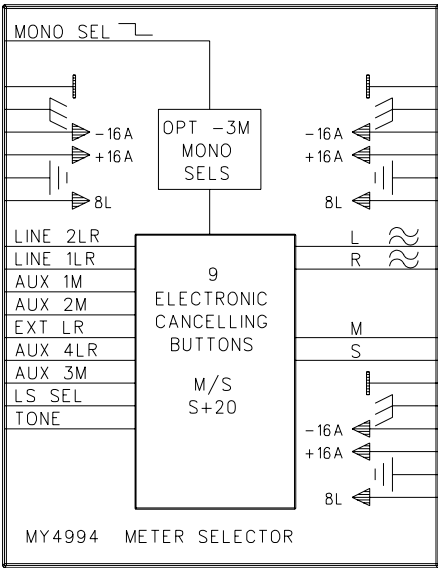 MONO SEL
-16A
+16A
8L
OPT -3M
MONO
SELS
-16A
+16A
8L
LINE 2LR
LINE 1LR
AUX 1M
AUX 2M
EXT LR
AUX 4LR
AUX 3M
LS SEL
TONE
9
ELECTRONIC
CANCELLING
BUTTONS
M/S
S+20
L
R
M
S
-16A
+16A
8L
MY4994 METER SELECTOR